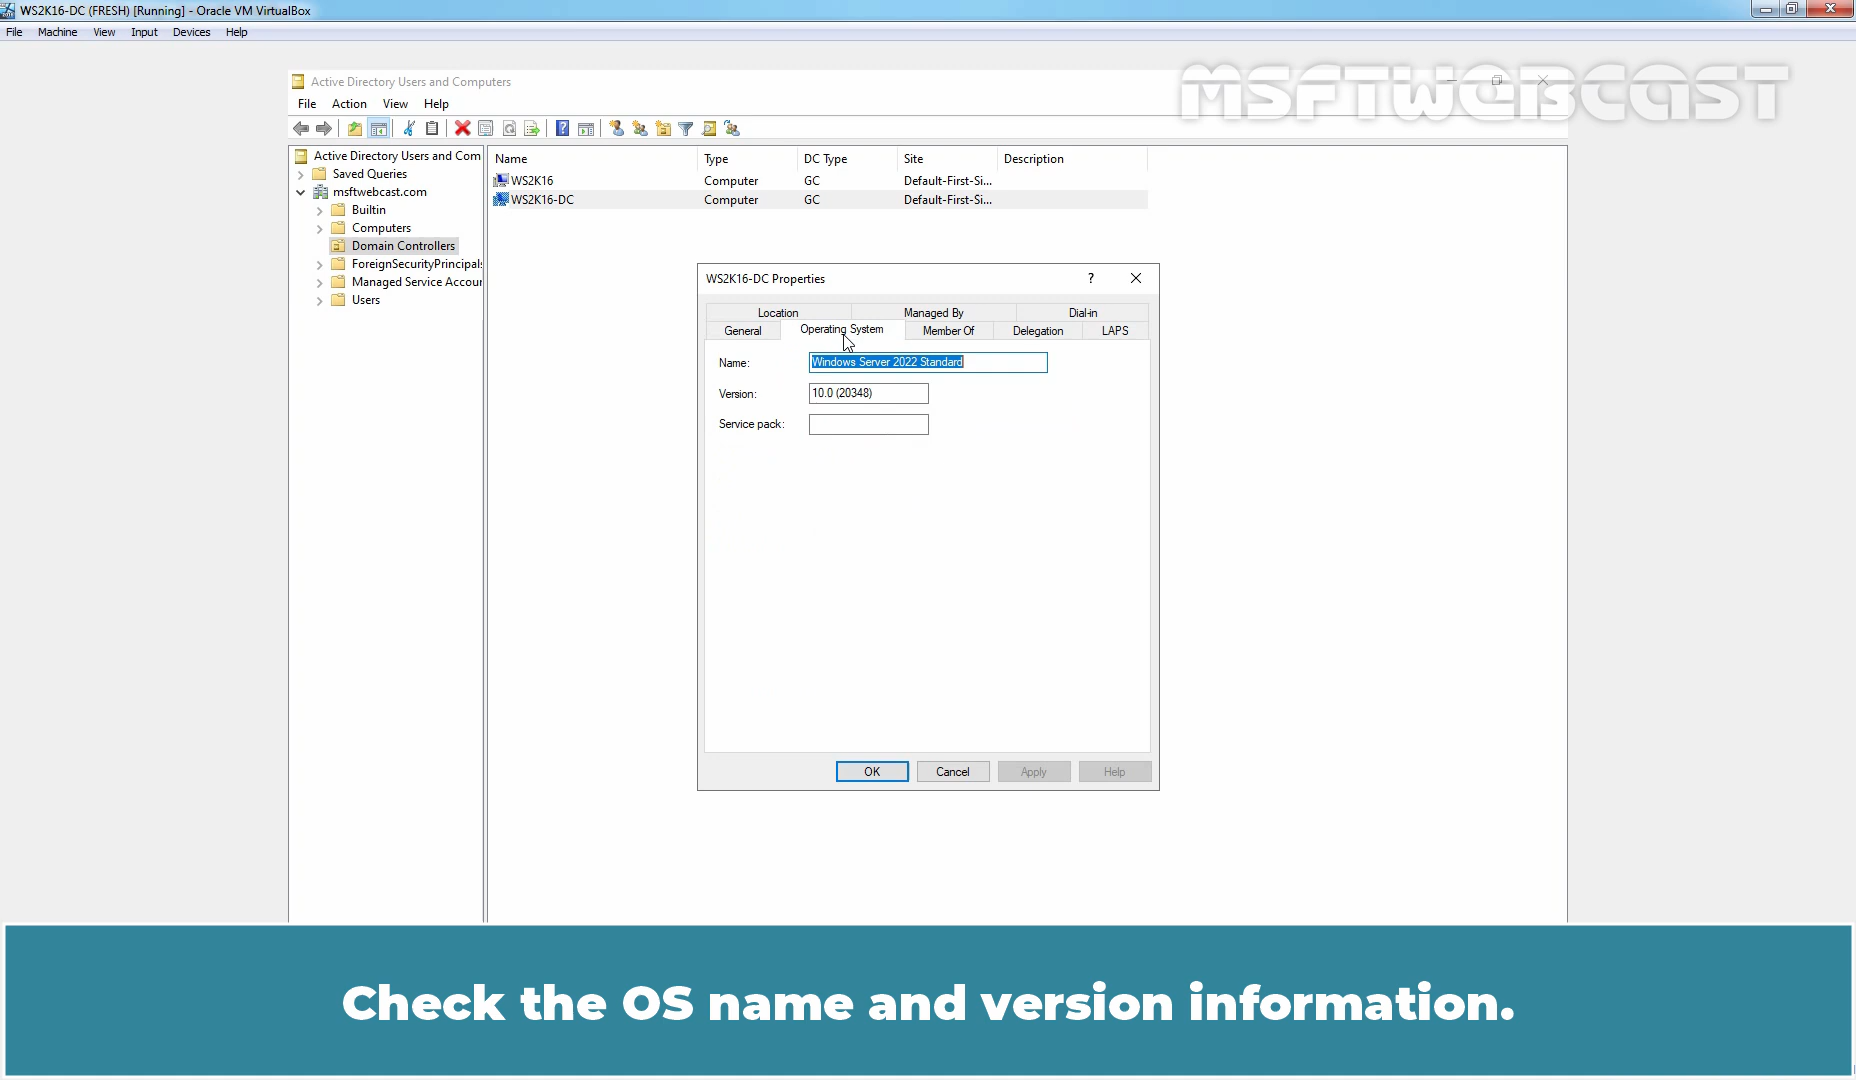 WS2K16-DC (FRESH) [Running] - Oracle VM VirtualBox
File Machine View Input Devices Help
MSFTWEBCAST
Active Directory Users and Computers
File Action View Help
Active Directory Users and Com
Saved Queries
msftwebcast.com
Builtin
Computers
Domain Controllers
ForeignSecurityPrincipals
Managed Service Accour
Users
Name Type DC Type Site Description
WS2K16 Computer GC Default-First-Si...
WS2K16-DC Computer GC Default-First-Si...
WS2K16-DC Properties ?
Location Managed By Dial-in
General Operating System Member Of Delegation LAPS
Name: Windows Server 2022 Standard
Version: 10.0 (20348)
Service pack:
OK Cancel Apply Help
Check the OS name and version information.